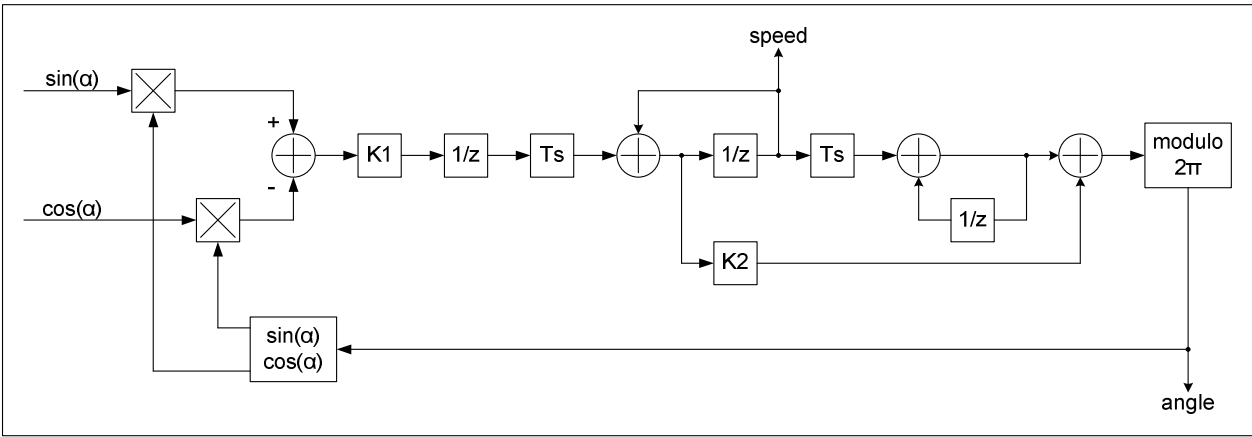 speed
sin(α)
+
K1
1/z
Ts
1/z
Ts
modulo
2π
-
cos(α)
1/z
K2
sin(α)
cos(α)
angle